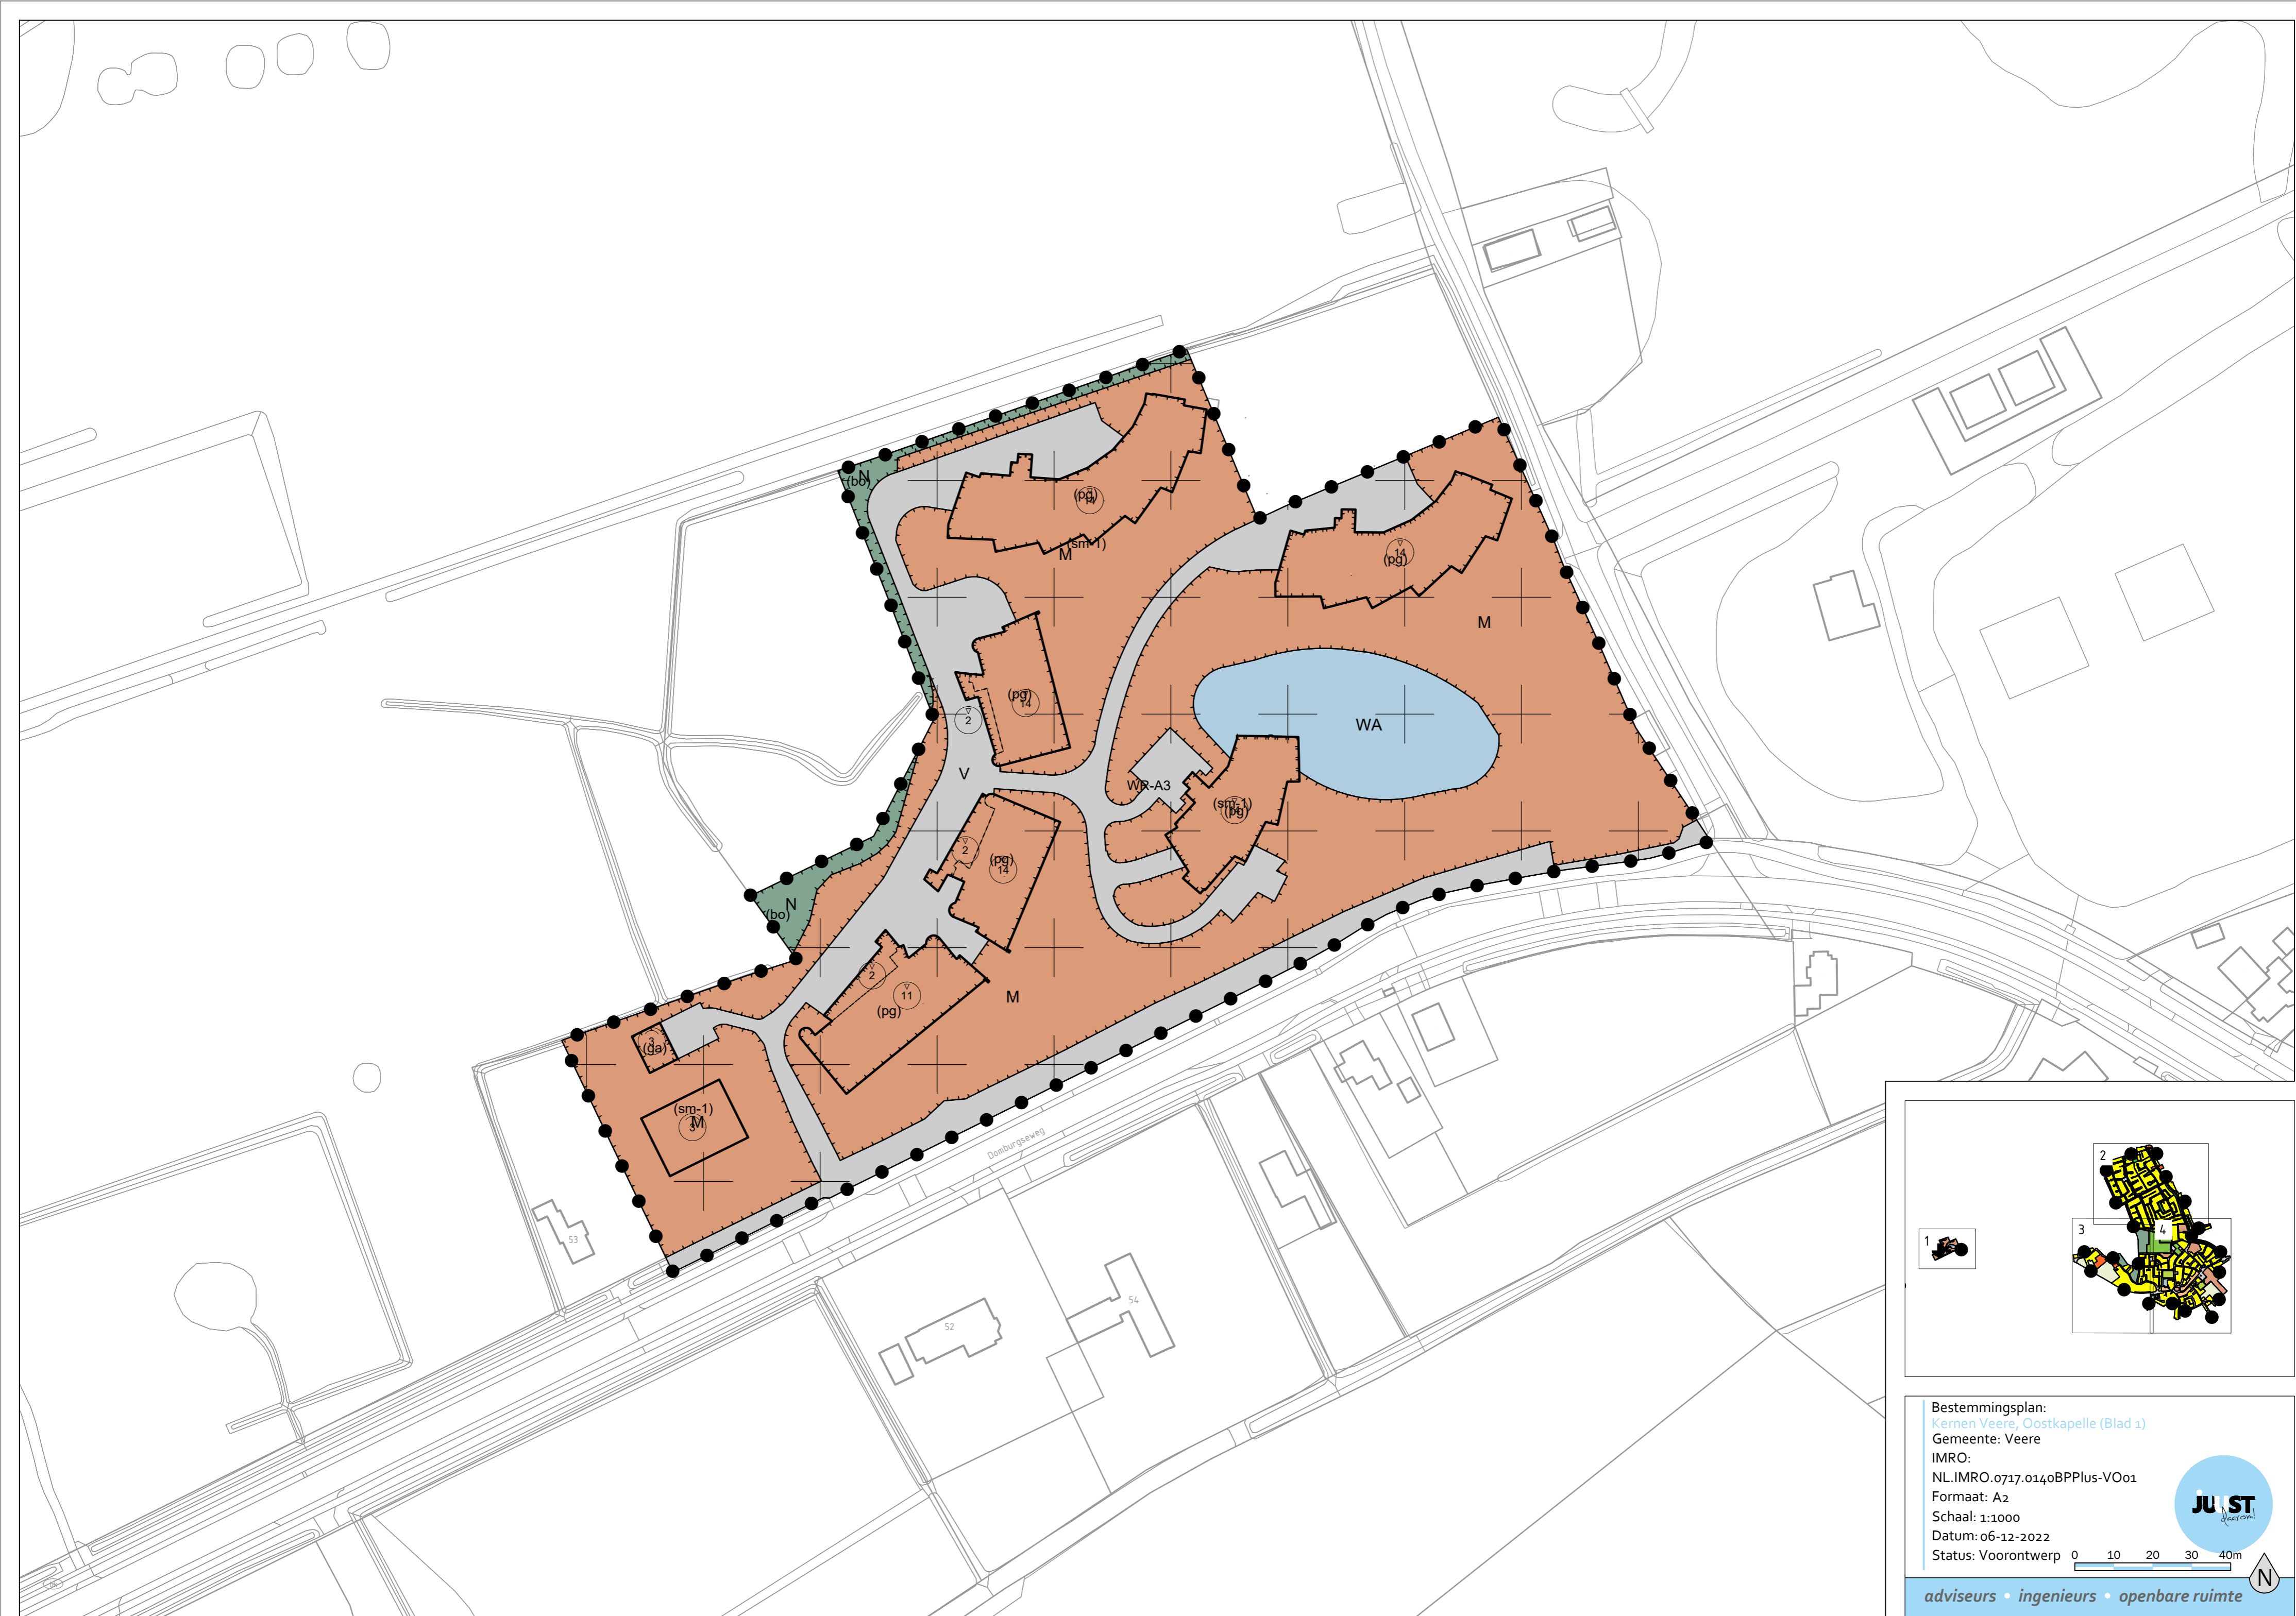 N
(bo)
(pg)
14
(sm-1)
M
14
(pg)
M
(pg)
14
2
WA
V
WR-A3
(sm-1)
(pg)
2
(pg)
14
N
(bo)
2
11
(pg)
M
3
(ga)
(sm-1)
M
3
Domburgseweg
53
52
54
2
3
4
1
Bestemmingsplan:
Kernen Veere, Oostkapelle (Blad 1)
Gemeente: Veere
IMRO:
NL.IMRO.0717.0140BPPlus-VO01
Formaat: A2
Schaal: 1:1000
Datum: 06-12-2022
Status: Voorontwerp
0 10 20 30 40m
JUUST
daarom!
N
adviseurs • ingenieurs • openbare ruimte